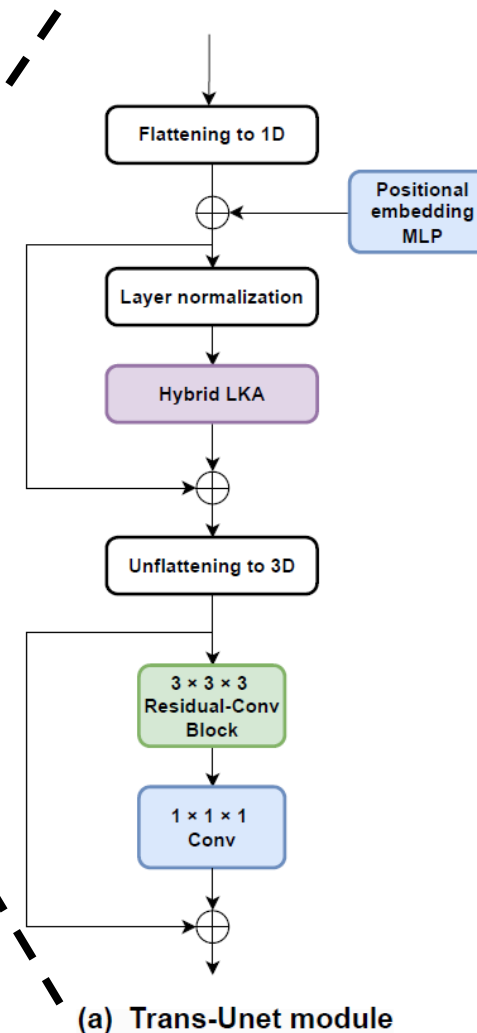 Flattening to 1D
Positional
embedding
MLP
Layer normalization
Hybrid LKA
Unflattening to 3D
3 × 3 × 3
Residual-Conv
Block
1 × 1 × 1
Conv
(a) Trans-Unet module